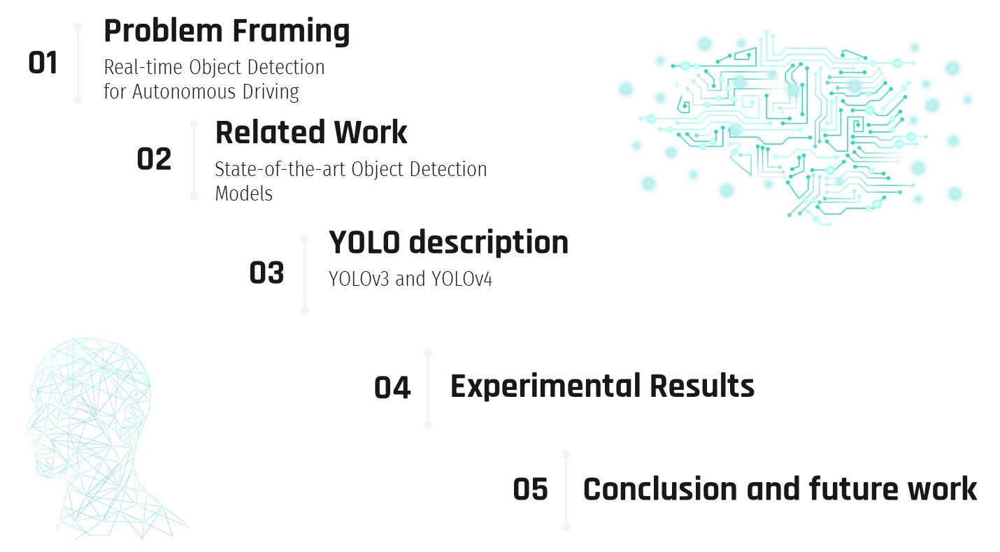 01
Problem Framing
Real-time Object Detection
for Autonomous Driving
02
Related Work
State-of-the-art Object Detection
Models
03
YOLO description
YOLOv3 and YOLOv4
04
Experimental Results
05
Conclusion and future work